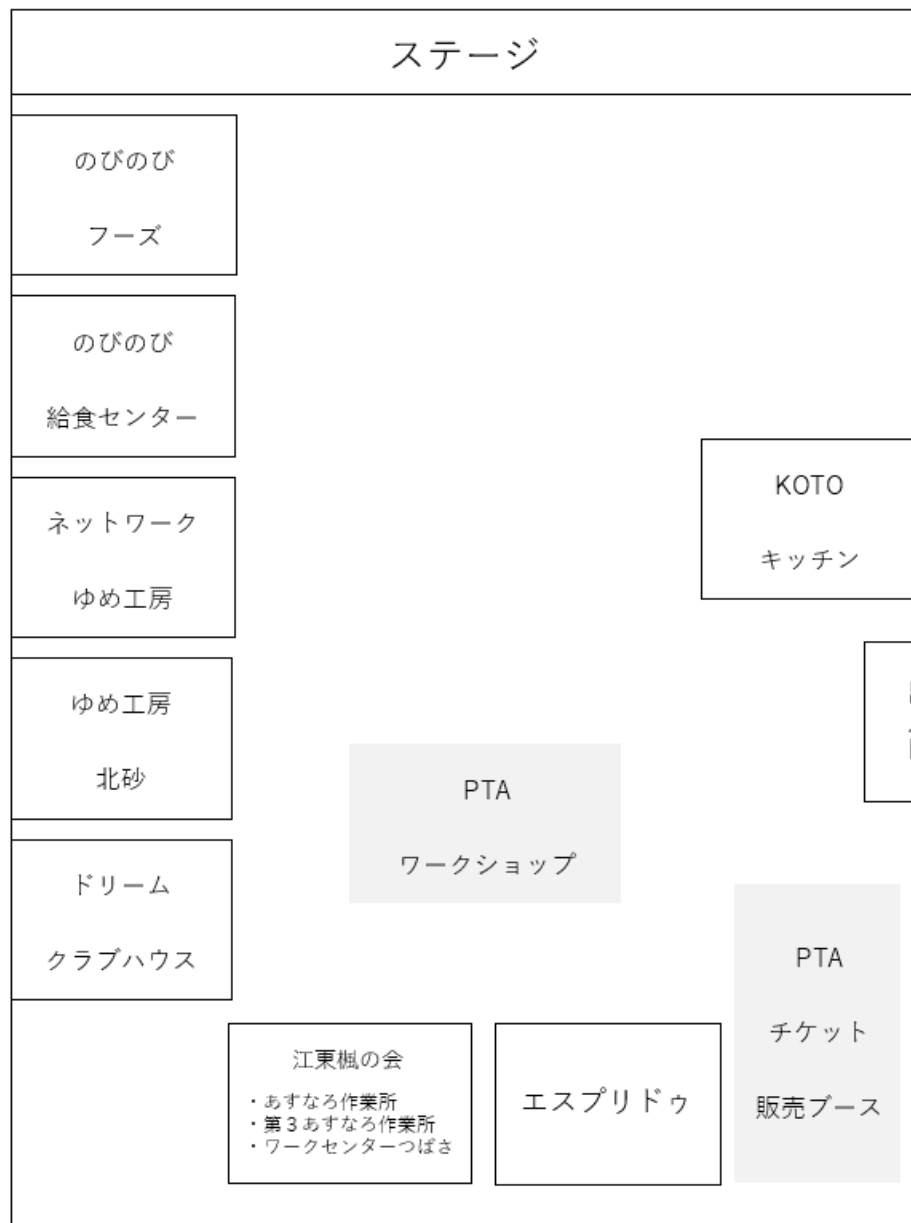 ステージ
のびのび
フーズ
のびのび
給食センター
ネットワーク
ゆめ工房
ゆめ工房
北砂
ドリーム
クラブハウス
KOTO
キッチン
PTA
ワークショップ
PTA
チケット
販売ブース
江東楓の会
・あすなろ作業所
・第３あすなろ作業所
・ワークセンターつばさ
エスプリドゥ